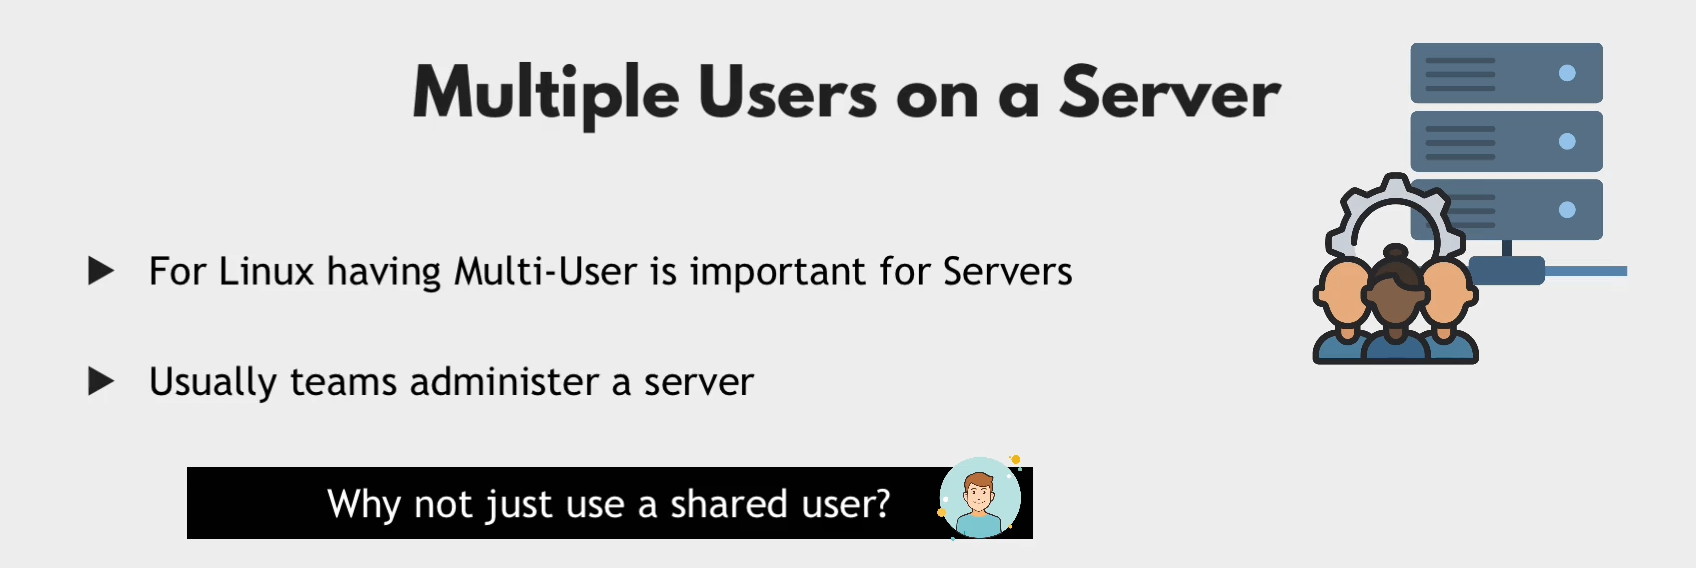 Multiple Users on a Server
For Linux having Multi-User is important for Servers
Usually teams administer a server
Why not just use a shared user?